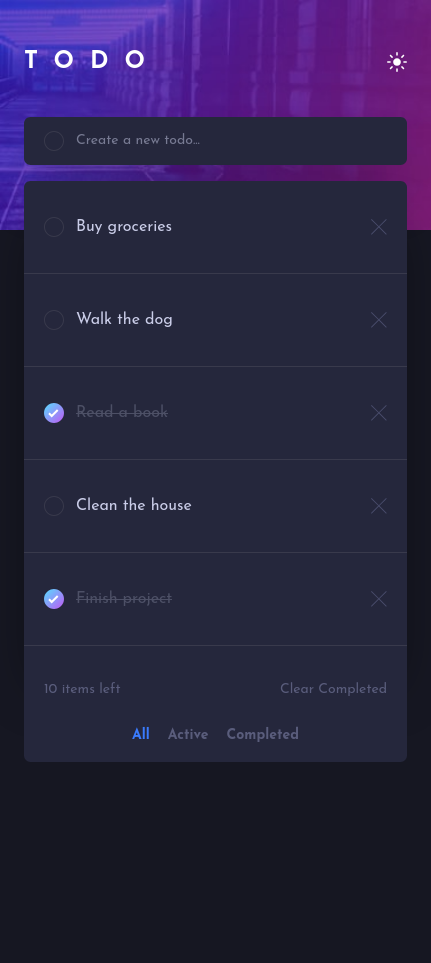 TODO
Create a new todo...
Buy groceries
Walk the dog
Read a book
Clean the house
Finish project
10 items left Clear Completed
All Active Completed